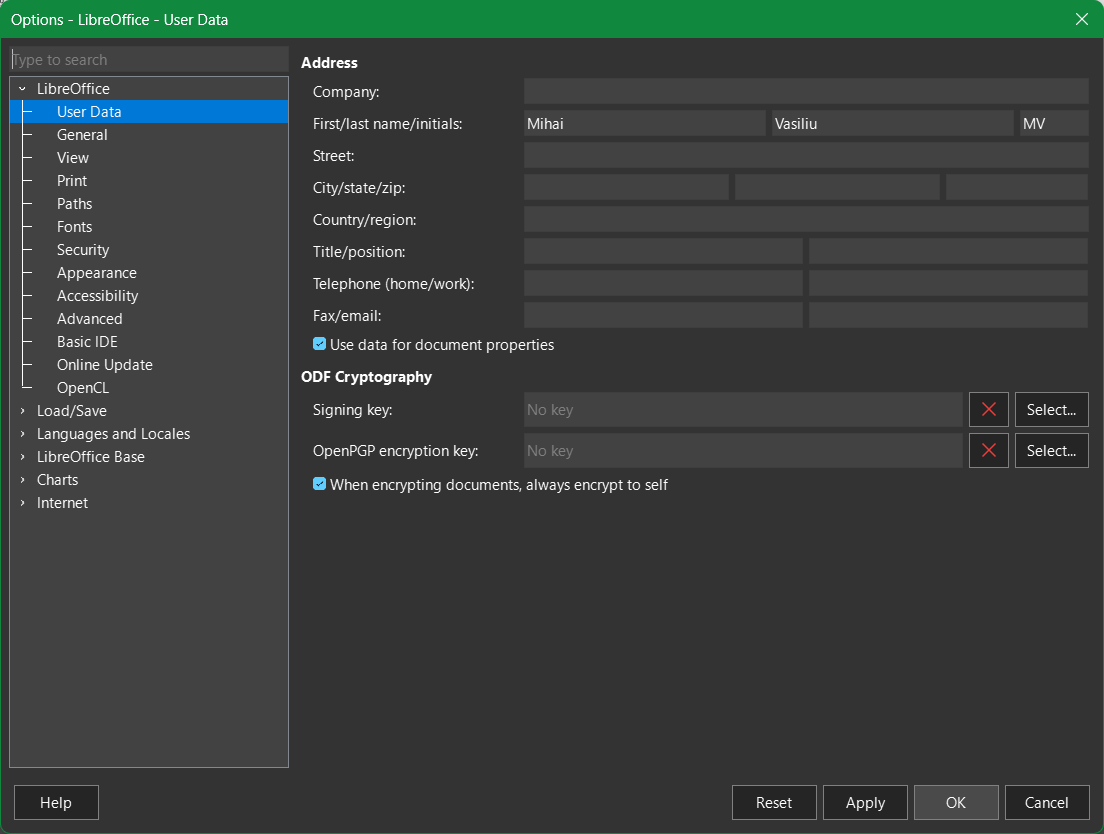 Options - LibreOffice - User Data
Type to search
LibreOffice
User Data
General
View
Print
Paths
Fonts
Security
Appearance
Accessibility
Advanced
Basic IDE
Online Update
OpenCL
Load/Save
Languages and Locales
LibreOffice Base
Charts
Internet
Address
Company:
First/last name/initials: Mihai Vasiliu MV
Street:
City/state/zip:
Country/region:
Title/position:
Telephone (home/work):
Fax/email:
Use data for document properties
ODF Cryptography
Signing key: No key Select...
OpenPGP encryption key: No key Select...
When encrypting documents, always encrypt to self
Help Reset Apply OK Cancel